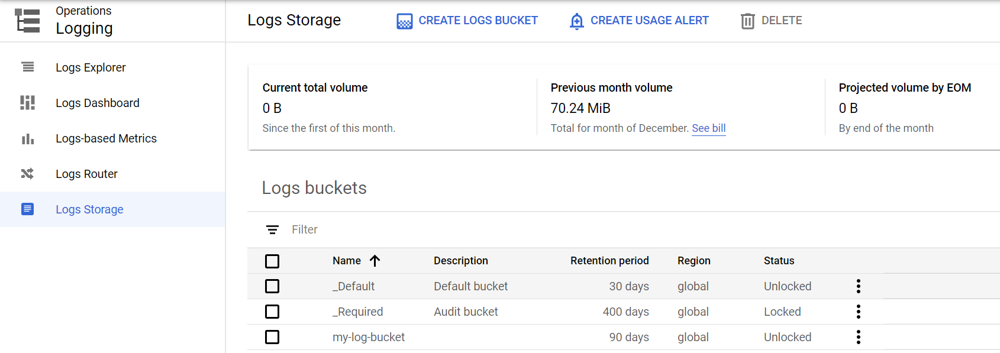 Operations
Logging
Logs Explorer
Logs Dashboard
Logs-based Metrics
Logs Router
Logs Storage
Logs Storage CREATE LOGS BUCKET CREATE USAGE ALERT DELETE
Current total volume
0 B
Since the first of this month.
Previous month volume
70.24 MiB
Total for month of December. See bill
Projected volume by EOM
0 B
By end of the month
Logs buckets
Filter
Name Description Retention period Region Status
_Default Default bucket 30 days global Unlocked
_Required Audit bucket 400 days global Locked
my-log-bucket 90 days global Unlocked